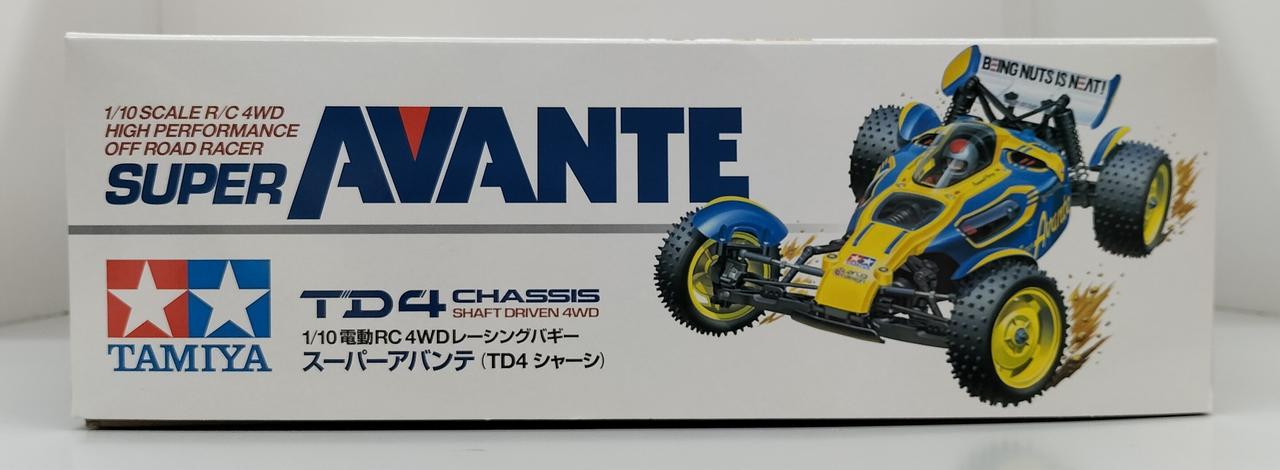 1/10 SCALE R/C 4WD
HIGH PERFORMANCE
OFF ROAD RACER
SUPER AVANTE
TAMIYA
TD4 CHASSIS
SHAFT DRIVEN 4WD
1/10 電動RC 4WDレーシングバギー
スーパーアバンテ (TD4 シャーシ)
BEING NUTS IS NEAT!
Avante